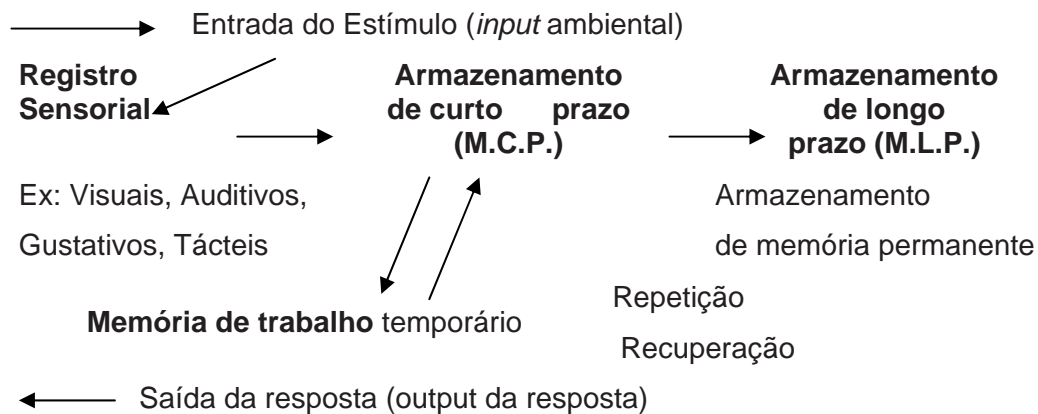 Entrada do Estímulo (input ambiental)
Registro
Sensorial
Armazenamento
de curto prazo
(M.C.P.)
Armazenamento
de longo
prazo (M.L.P.)
Ex: Visuais, Auditivos,
Gustativos, Tácteis
Armazenamento
de memória permanente
Repetição
Memória de trabalho temporário
Recuperação
Saída da resposta (output da resposta)